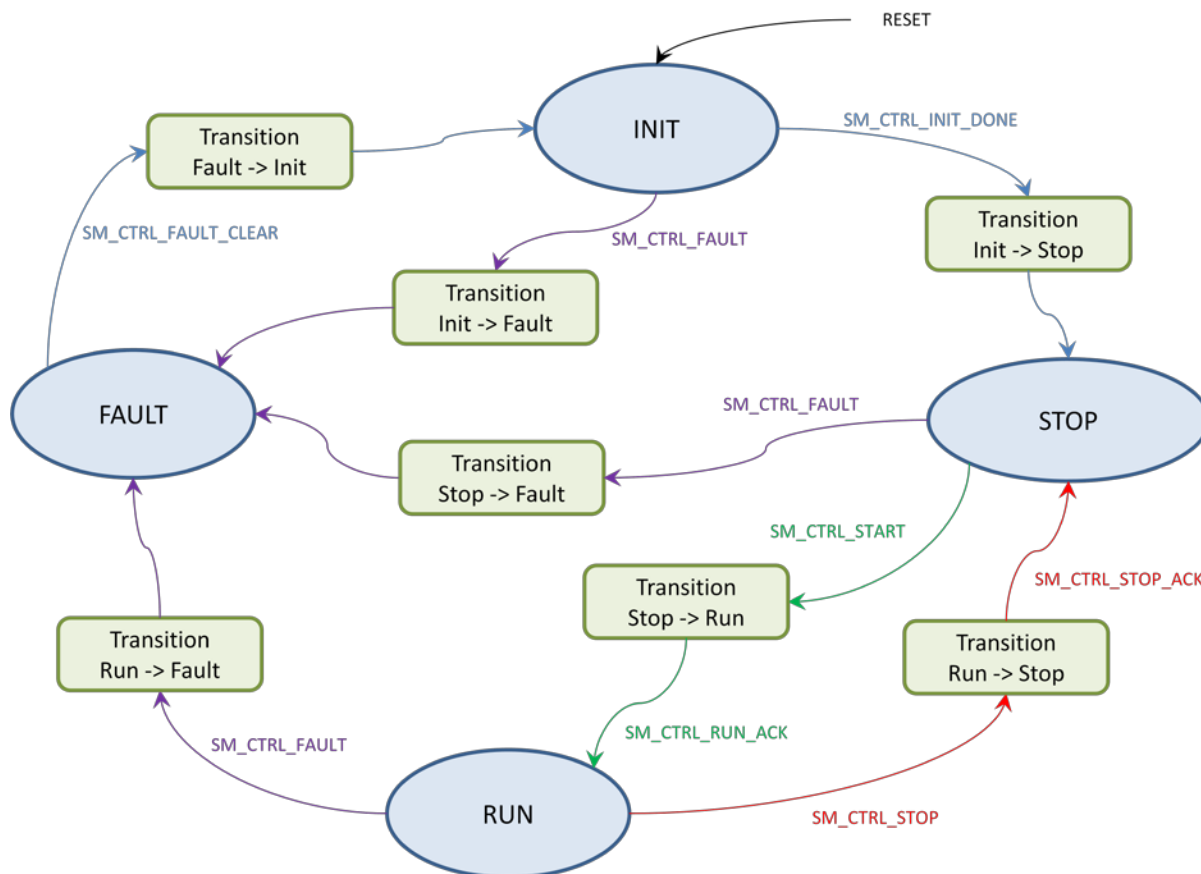 RESET
INIT
SM_CTRL_INIT_DONE
Transition
Fault -> Init
SM_CTRL_FAULT_CLEAR
SM_CTRL_FAULT
Transition
Init -> Stop
Transition
Init -> Fault
FAULT
SM_CTRL_FAULT
STOP
Transition
Stop -> Fault
SM_CTRL_START
Transition
Stop -> Run
SM_CTRL_STOP_ACK
Transition
Run -> Fault
Transition
Run -> Stop
SM_CTRL_FAULT
SM_CTRL_RUN_ACK
RUN
SM_CTRL_STOP